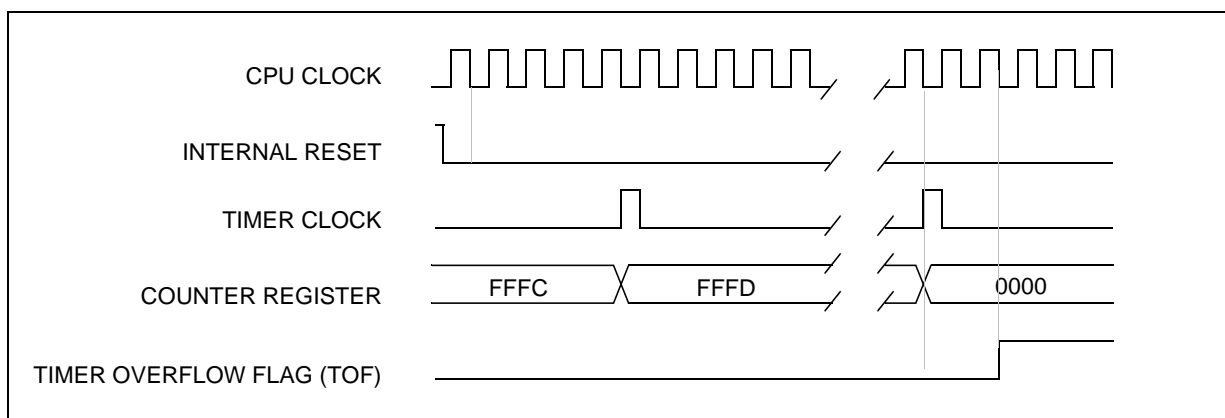 CPU CLOCK
INTERNAL RESET
TIMER CLOCK
COUNTER REGISTER
FFFC
FFFD
0000
TIMER OVERFLOW FLAG (TOF)